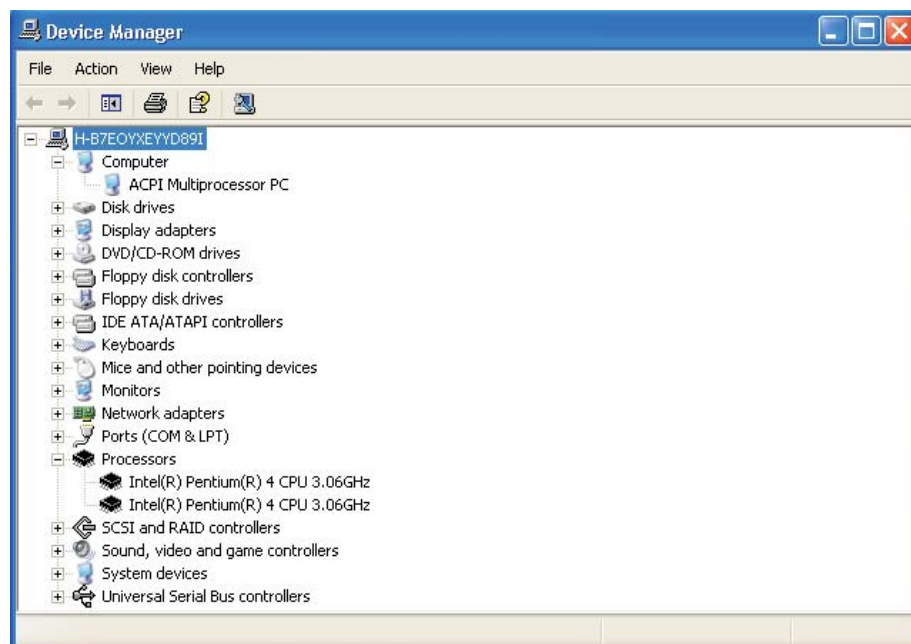 Device Manager
File Action View Help
H-B7EOYXEYYD89I
Computer
ACPI Multiprocessor PC
Disk drives
Display adapters
DVD/CD-ROM drives
Floppy disk controllers
Floppy disk drives
IDE ATA/ATAPI controllers
Keyboards
Mice and other pointing devices
Monitors
Network adapters
Ports (COM & LPT)
Processors
Intel(R) Pentium(R) 4 CPU 3.06GHz
Intel(R) Pentium(R) 4 CPU 3.06GHz
SCSI and RAID controllers
Sound, video and game controllers
System devices
Universal Serial Bus controllers